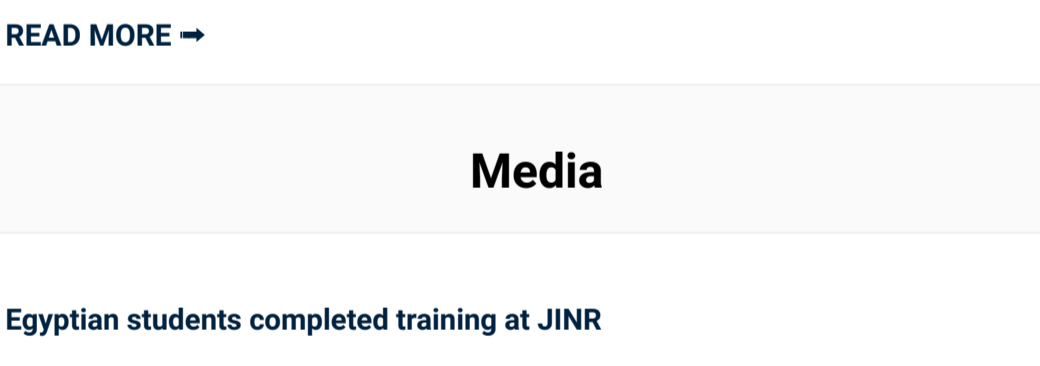 READ MORE ➟
Media
Egyptian students completed training at JINR